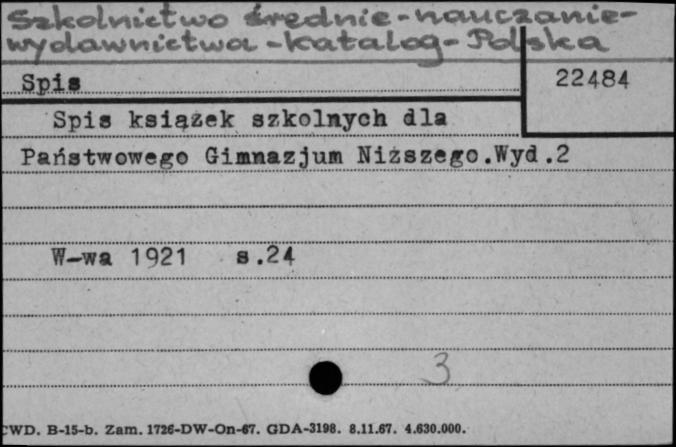 Szkolnictwo średnie-nauczanie-
wydawnictwa-katalog-Polska
Spis
22484
Spis książek szkolnych dla
Państwowego Gimnazjum Niższego.Wyd.2
W-wa 1921 s.24
3
CWD. B-15-b. Zam. 1726-DW-On-67. GDA-3198. 8.11.67. 4.630.000.